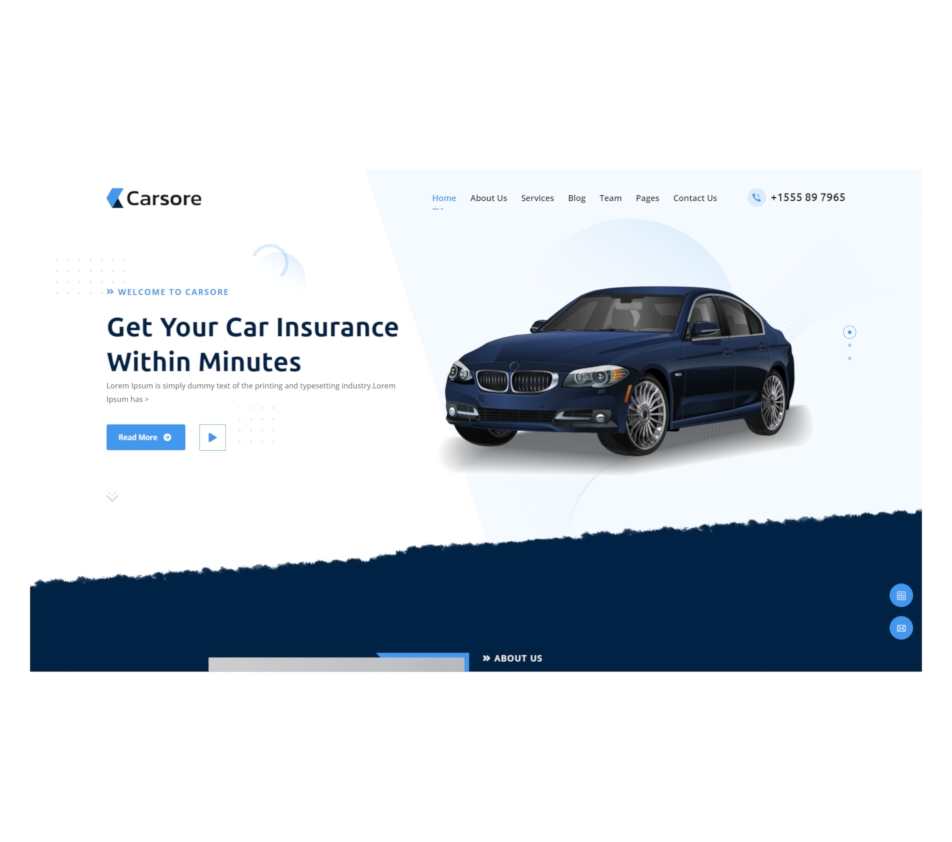 Carsore
Home About Us Services Blog Team Pages Contact Us +1555 89 7965
WELCOME TO CARSORE
Get Your Car Insurance
Within Minutes
Lorem Ipsum is simply dummy text of the printing and typesetting industry.Lorem
Ipsum has >
Read More
ABOUT US